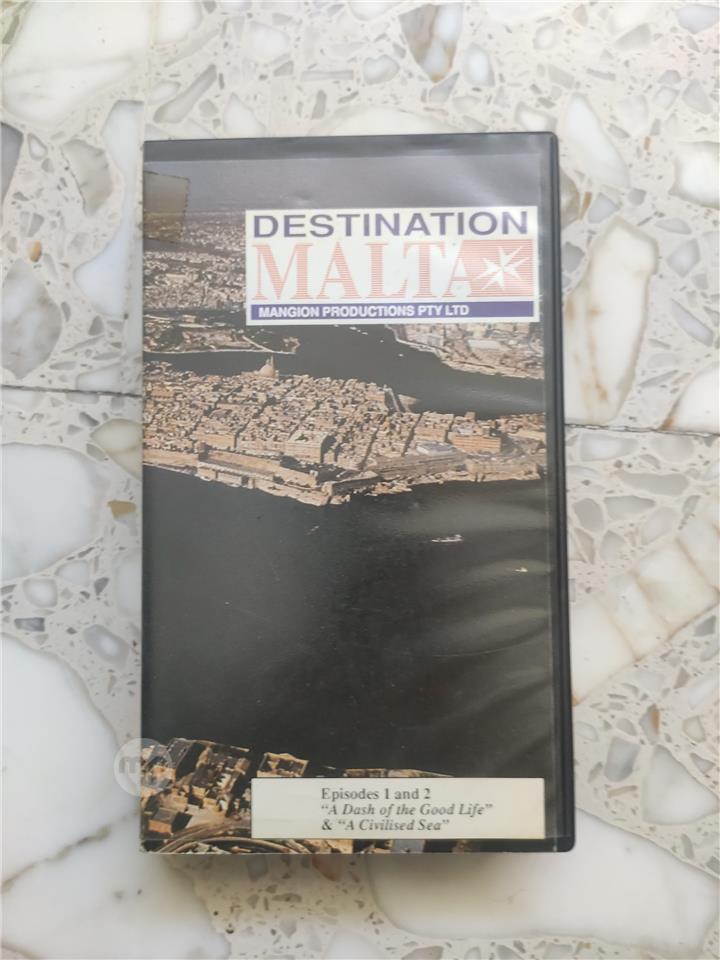 DESTINATION
MALTA
MANGION PRODUCTIONS PTY LTD
Episodes 1 and 2
“A Dash of the Good Life”
& “A Civilised Sea”